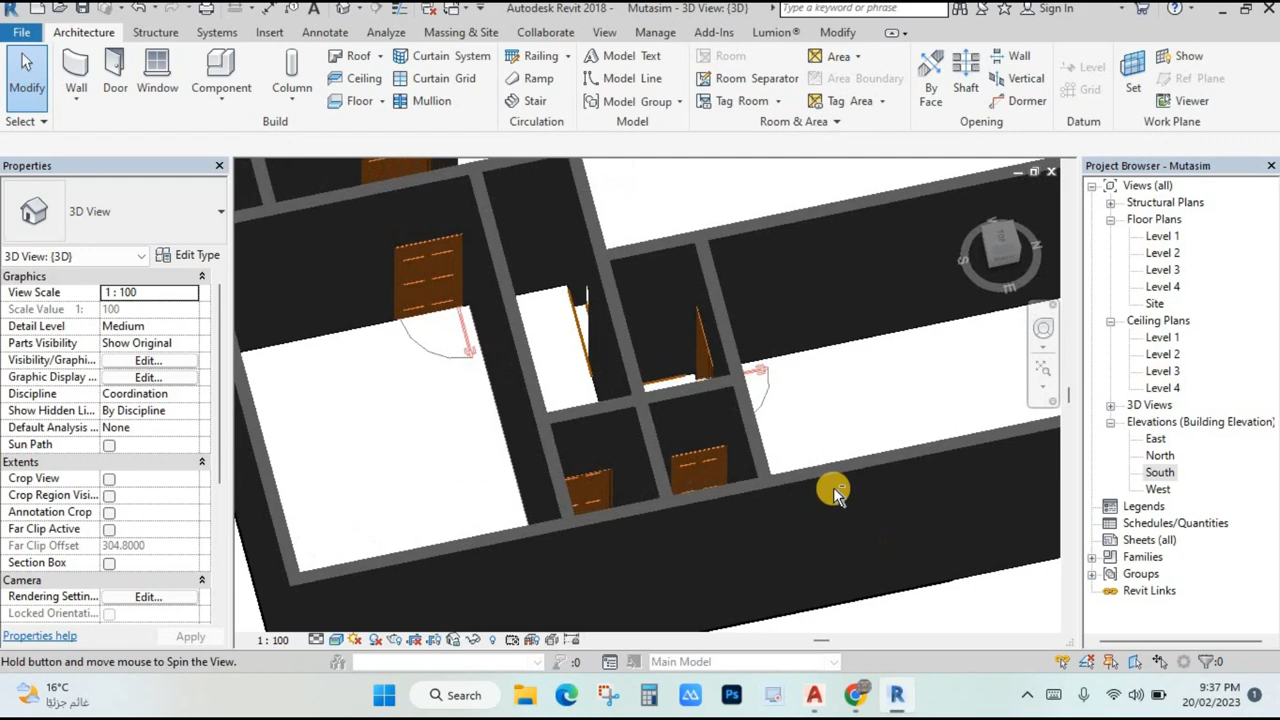 Autodesk Revit 2018 - Mutasim - 3D View: {3D}
Type a keyword or phrase
Sign In
File Architecture Structure Systems Insert Annotate Analyze Massing & Site Collaborate View Manage Add-Ins Lumion® Modify
Modify
Wall
Door
Window
Component
Column
Roof
Ceiling
Floor
Curtain System
Curtain Grid
Mullion
Railing
Ramp
Stair
Model Text
Model Line
Model Group
Room
Room Separator
Tag Room
Area
Area Boundary
Tag Area
By
Face
Shaft
Wall
Vertical
Dormer
Level
Grid
Set
Show
Ref Plane
Viewer
Select
Build
Circulation
Model
Room & Area
Opening
Datum
Work Plane
Properties
3D View
3D View: {3D}
Edit Type
Graphics
View Scale 1 : 100
Scale Value 1: 100
Detail Level Medium
Parts Visibility Show Original
Visibility/Graphi... Edit...
Graphic Display ... Edit...
Discipline Coordination
Show Hidden Li... By Discipline
Default Analysis ... None
Sun Path
Extents
Crop View
Crop Region Visi...
Annotation Crop
Far Clip Active
Far Clip Offset 304.8000
Section Box
Camera
Rendering Settin... Edit...
Locked Orientati...
Properties help
Apply
TOP
N
S
E
Project Browser - Mutasim
Views (all)
Structural Plans
Floor Plans
Level 1
Level 2
Level 3
Level 4
Site
Ceiling Plans
Level 1
Level 2
Level 3
Level 4
3D Views
Elevations (Building Elevation)
East
North
South
West
Legends
Schedules/Quantities
Sheets (all)
Families
Groups
Revit Links
1 : 100
Hold button and move mouse to Spin the View.
:0
Main Model
:0
16°C
غائم جزئيًا
Search
Ps
A
R
9:37 PM
20/02/2023
1